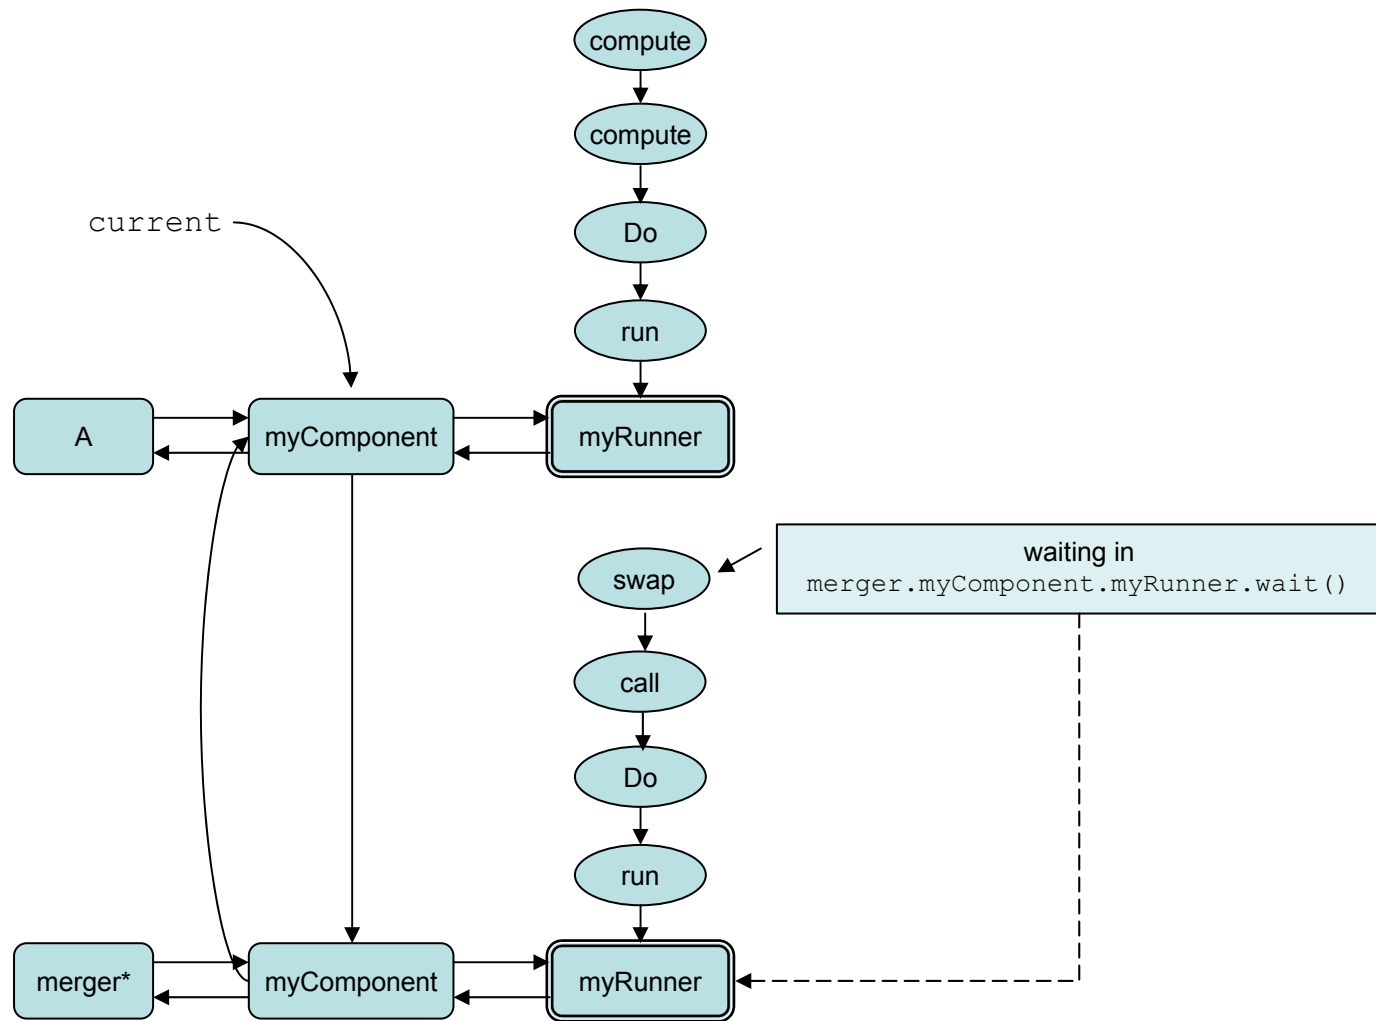 compute
compute
current
Do
run
A
myComponent
myRunner
swap
waiting in
merger.myComponent.myRunner.wait()
call
Do
run
merger*
myComponent
myRunner